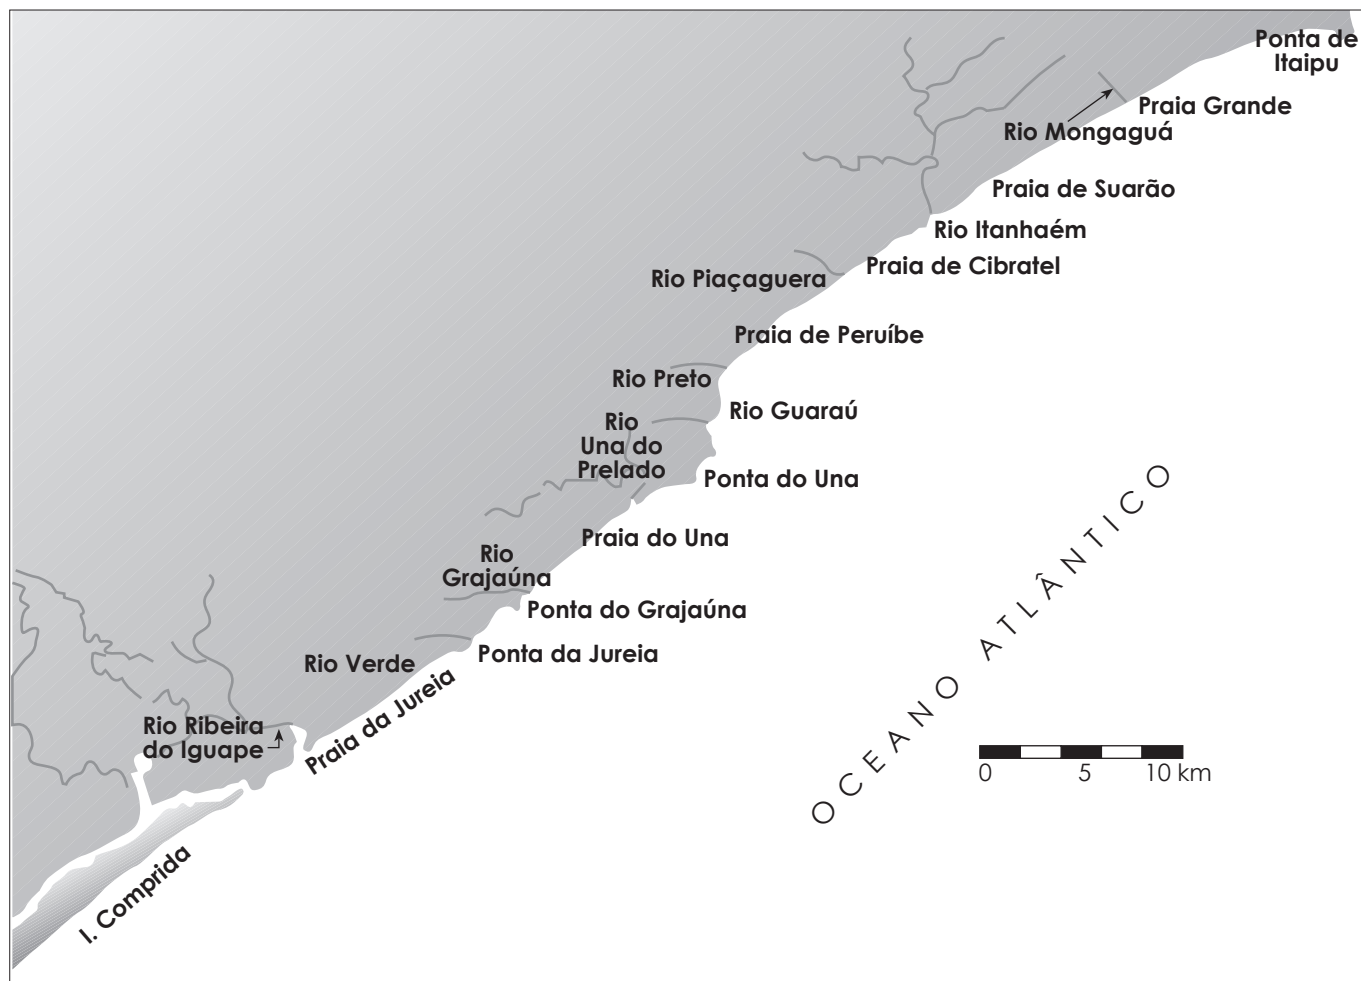 Ponta de
Itaipu
Praia Grande
Rio Mongaguá
Praia de Suarão
Rio Itanhaém
Praia de Cibratel
Rio Piaçaguera
Praia de Peruíbe
Rio Preto
Rio Guaraú
Rio
Una do
Prelado
Ponta do Una
Praia do Una
Rio
Grajaúna
Ponta do Grajaúna
Ponta da Jureia
Rio Verde
Praia da Jureia
Rio Ribeira
do Iguape
I. Comprida
OCEANO ATLÂNTICO
0 5 10 km